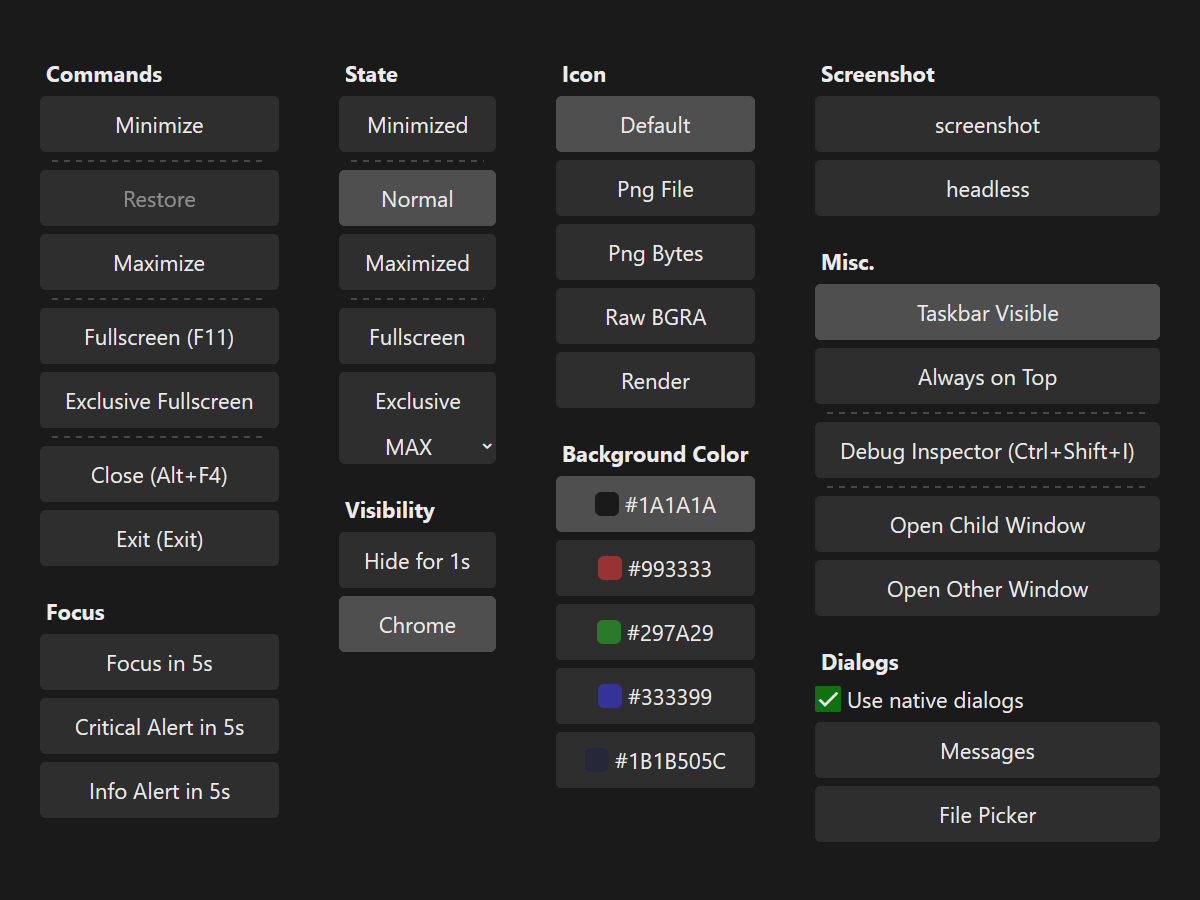 Commands
Minimize
Restore
Maximize
Fullscreen (F11)
Exclusive Fullscreen
Close (Alt+F4)
Exit (Exit)
Focus
Focus in 5s
Critical Alert in 5s
Info Alert in 5s
State
Minimized
Normal
Maximized
Fullscreen
Exclusive
MAX
Visibility
Hide for 1s
Chrome
Icon
Default
Png File
Png Bytes
Raw BGRA
Render
Background Color
#1A1A1A
#993333
#297A29
#333399
#1B1B505C
Screenshot
screenshot
headless
Misc.
Taskbar Visible
Always on Top
Debug Inspector (Ctrl+Shift+I)
Open Child Window
Open Other Window
Dialogs
Use native dialogs
Messages
File Picker